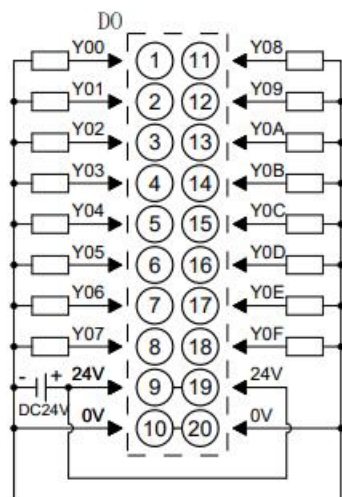 DO
Y00 1 11 Y08
Y01 2 12 Y09
Y02 3 13 Y0A
Y03 4 14 Y0B
Y04 5 15 Y0C
Y05 6 16 Y0D
Y06 7 17 Y0E
Y07 8 18 Y0F
- + 24V 9 19 24V
DC24V
0V 10 20 0V